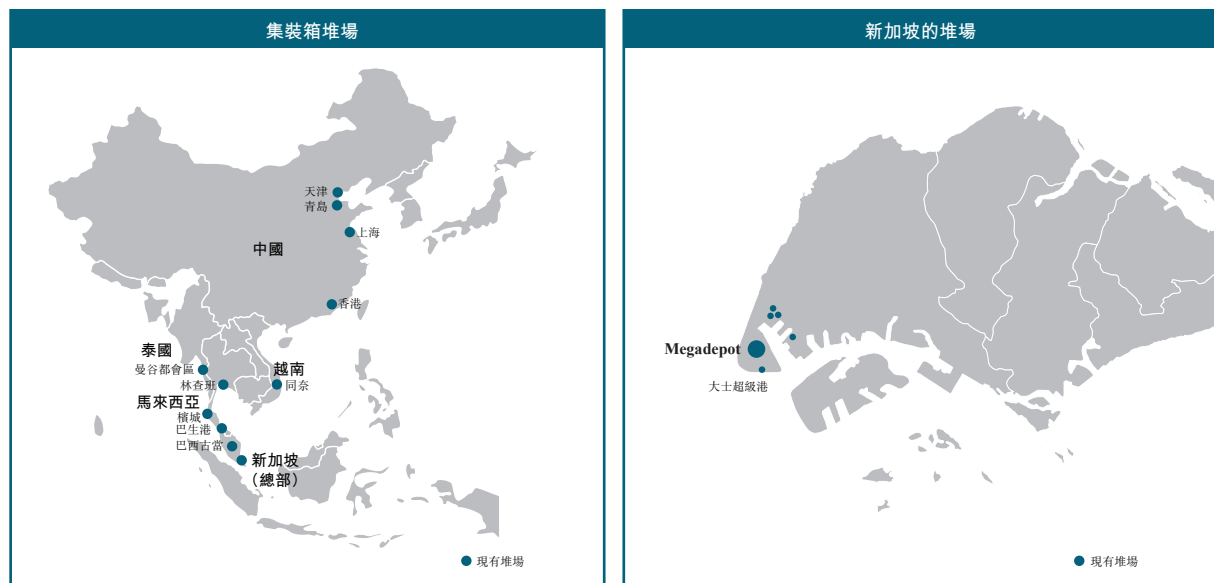 集裝箱堆場
天津
青島
上海
中國
香港
泰國
曼谷都會區
越南
林查班
同奈
馬來西亞
檳城
巴生港
巴西古當
新加坡
(總部)
現有堆場
新加坡的堆場
Megadepot
大士超級港
現有堆場